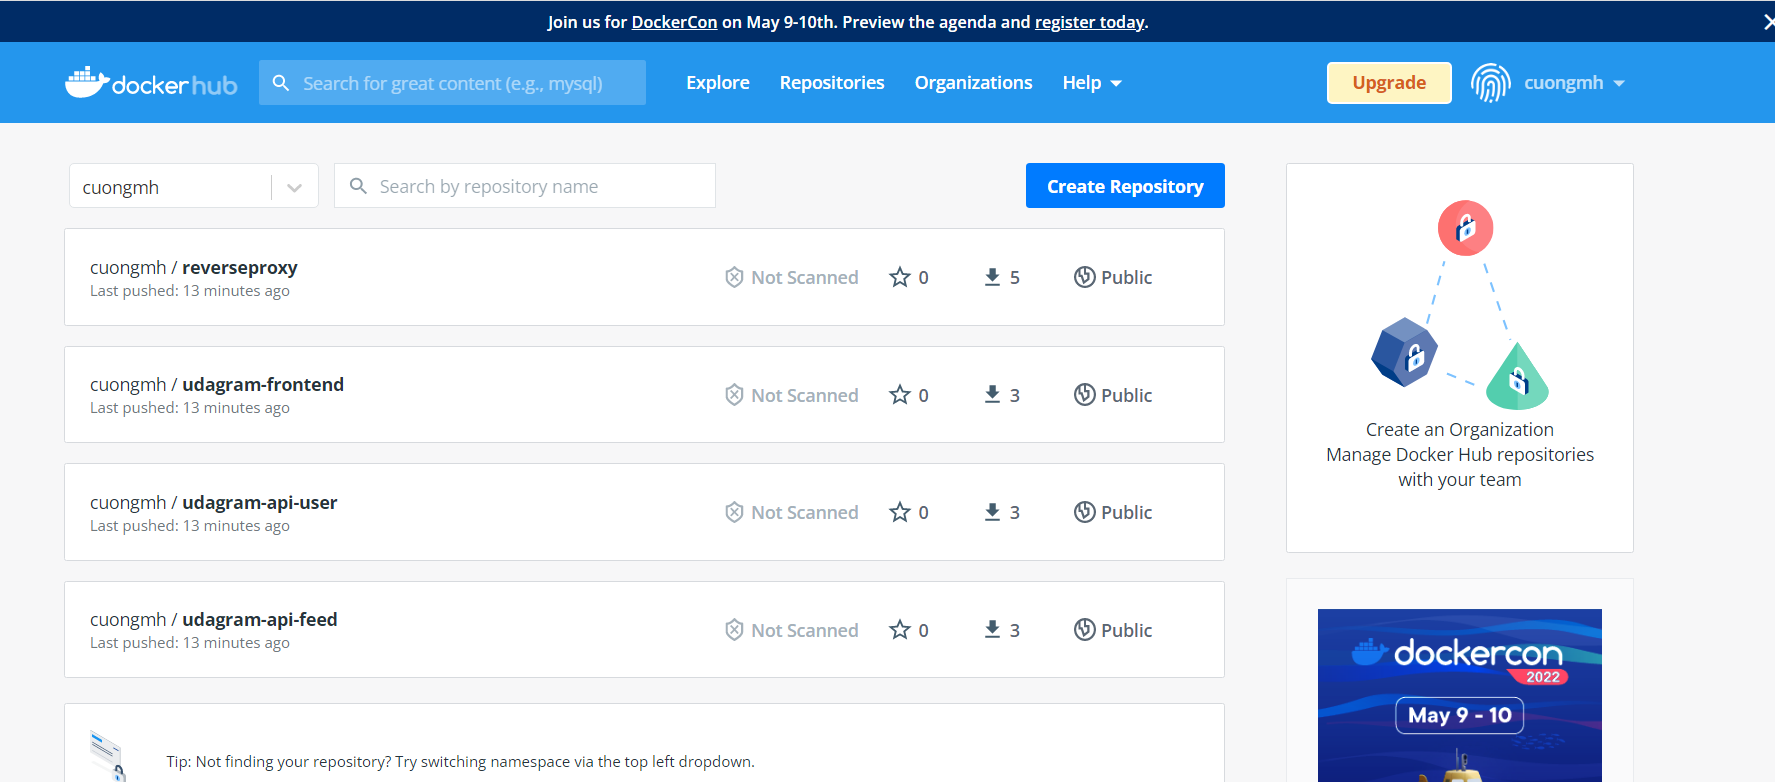 Join us for DockerCon on May 9-10th. Preview the agenda and register today.
dockerhub
Search for great content (e.g., mysql)
Explore
Repositories
Organizations
Help
Upgrade
cuongmh
cuongmh
Search by repository name
Create Repository
cuongmh / reverseproxy
Last pushed: 13 minutes ago
Not Scanned
0
5
Public
cuongmh / udagram-frontend
Last pushed: 13 minutes ago
Not Scanned
0
3
Public
cuongmh / udagram-api-user
Last pushed: 13 minutes ago
Not Scanned
0
3
Public
cuongmh / udagram-api-feed
Last pushed: 13 minutes ago
Not Scanned
0
3
Public
Tip: Not finding your repository? Try switching namespace via the top left dropdown.
Create an Organization
Manage Docker Hub repositories
with your team
dockercon
2022
May 9 - 10